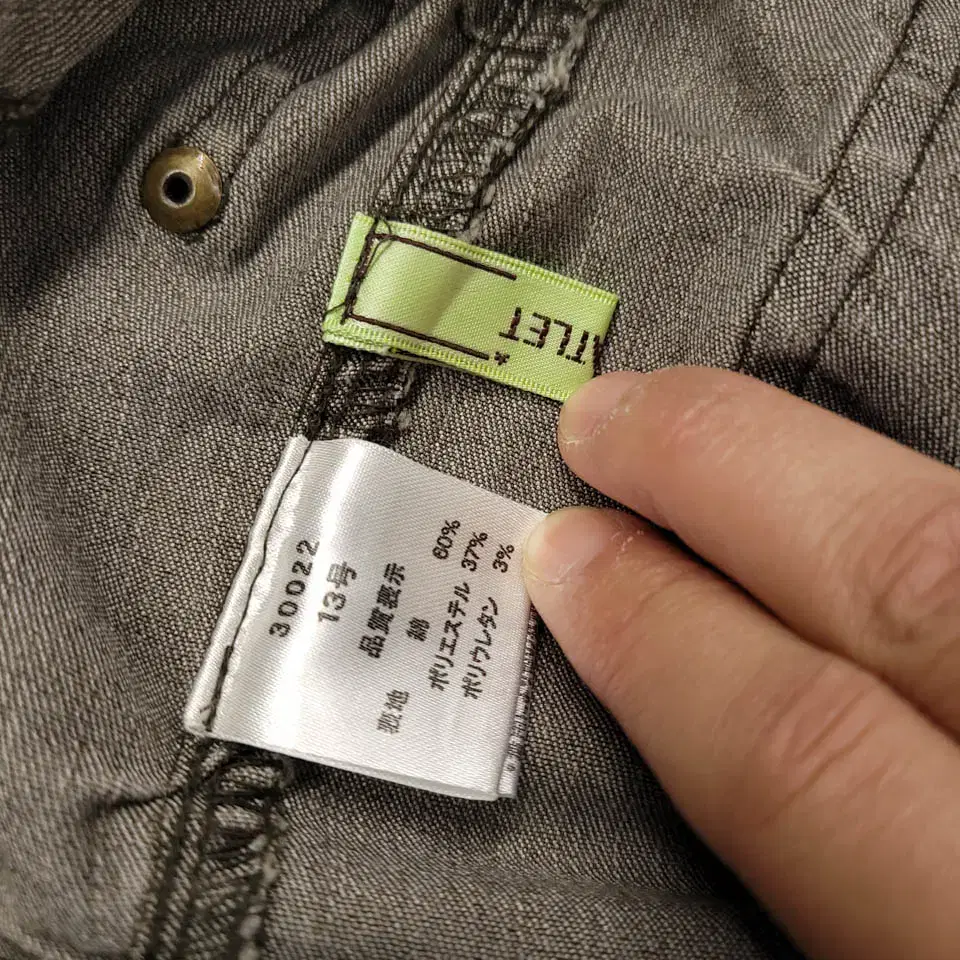 TLET
30022
13号
品質表示
表地
綿 60%
ポリエステル 37%
ポリウレタン 3%